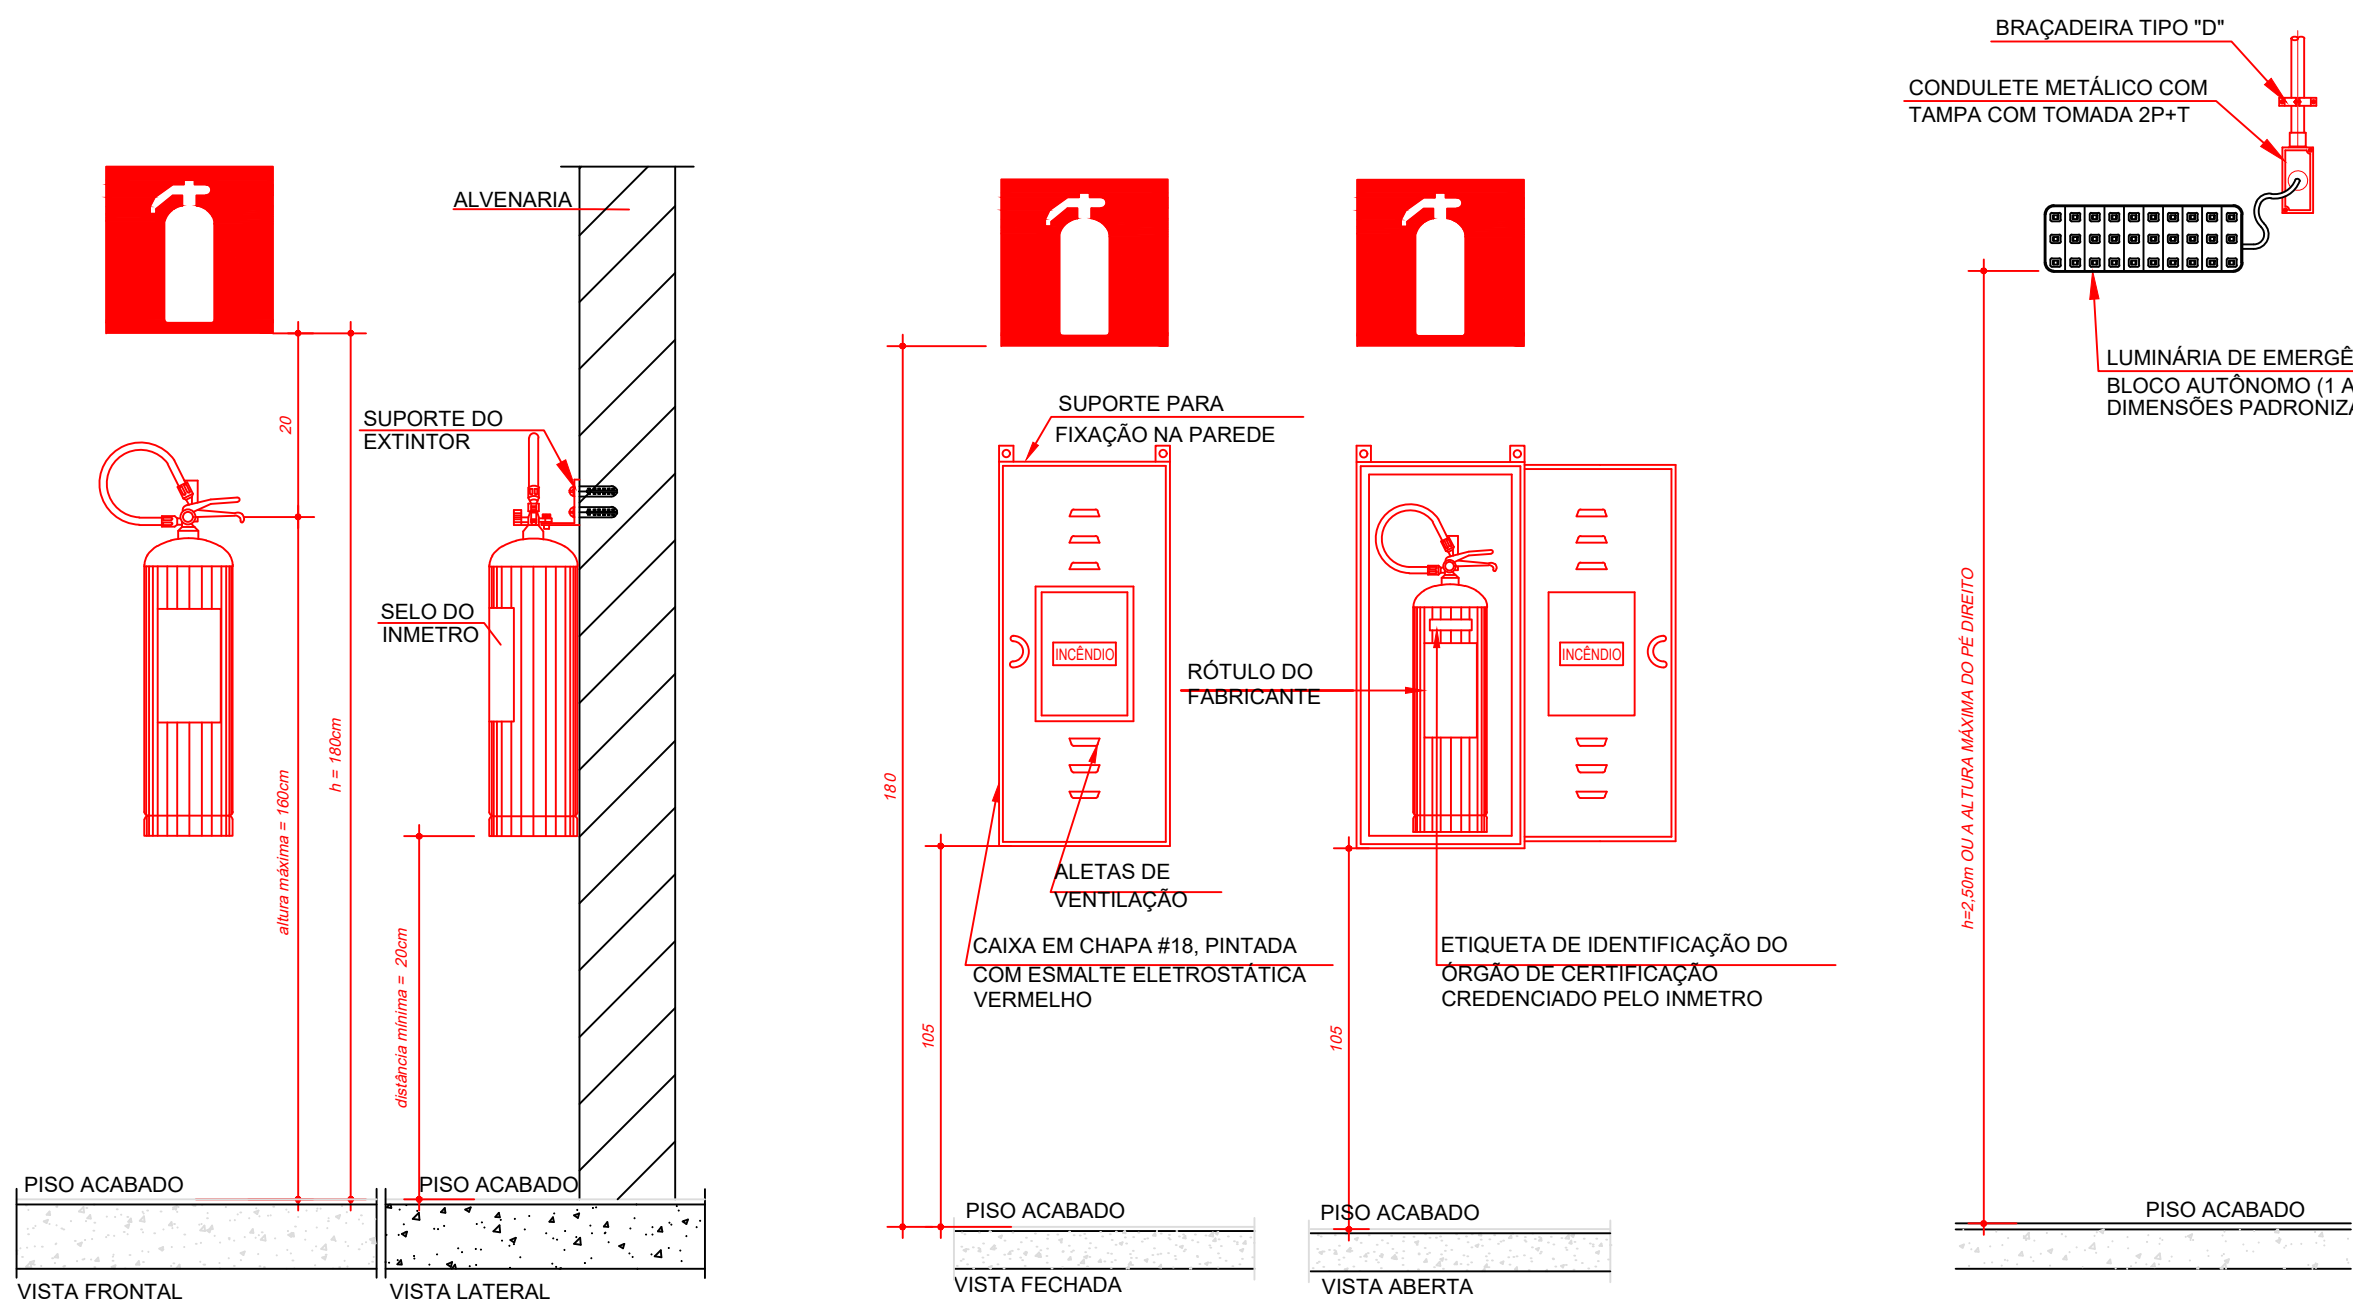 BRAÇADEIRA TIPO "D"
CONDULETE METÁLICO COM
TAMPA COM TOMADA 2P+T
ALVENARIA
SUPORTE DO
EXTINTOR
20
SELO DO
INMETRO
altura máxima = 160cm
h = 180cm
distância mínima = 20cm
PISO ACABADO
PISO ACABADO
VISTA FRONTAL
VISTA LATERAL
SUPORTE PARA
FIXAÇÃO NA PAREDE
INCÊNDIO
INCÊNDIO
RÓTULO DO
FABRICANTE
180
105
105
ALETAS DE
VENTILAÇÃO
CAIXA EM CHAPA #18, PINTADA
COM ESMALTE ELETROSTÁTICA
VERMELHO
ETIQUETA DE IDENTIFICAÇÃO DO
ÓRGÃO DE CERTIFICAÇÃO
CREDENCIADO PELO INMETRO
PISO ACABADO
PISO ACABADO
VISTA FECHADA
VISTA ABERTA
LUMINÁRIA DE EMERGÊ
BLOCO AUTÔNOMO (1 A
DIMENSÕES PADRONIZA
h=2,50m OU A ALTURA MÁXIMA DO PÉ DIREITO
PISO ACABADO